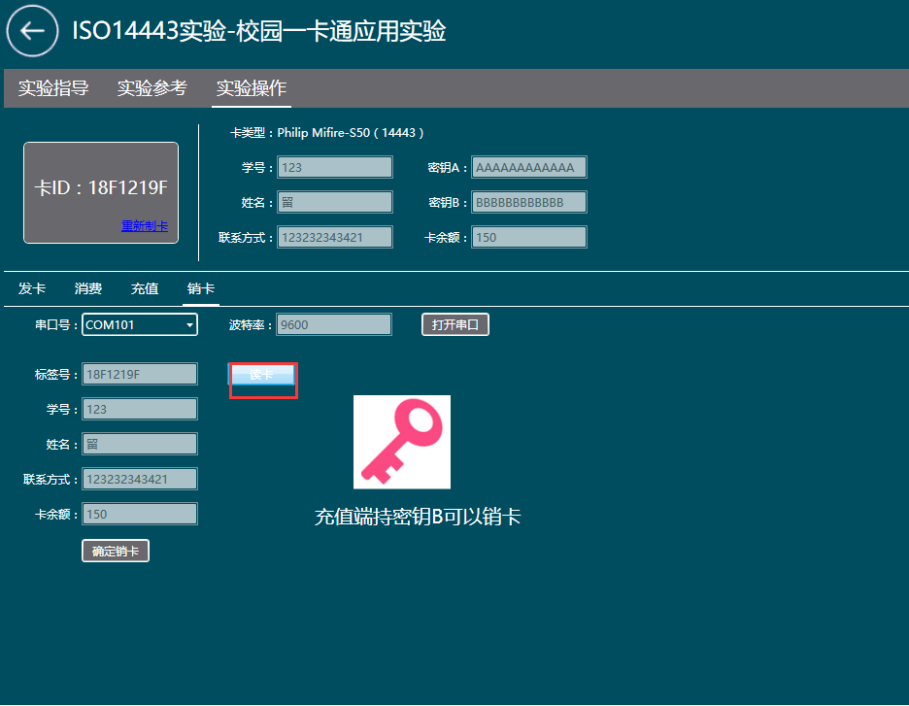 ISO14443实验-校园一卡通应用实验
实验指导 实验参考 实验操作
卡类型：Philip Mifire-S50（14443）
卡ID：18F1219F
重新制卡
学号：123 密钥A：AAAAAAAAAAAA
姓名：留 密钥B：BBBBBBBBBBBB
联系方式：123232343421 卡余额：150
发卡 消费 充值 销卡
串口号：COM101 波特率：9600 打开串口
标签号：18F1219F 读卡
学号：123
姓名：留
联系方式：123232343421
卡余额：150
充值端持密钥B可以销卡
确定销卡